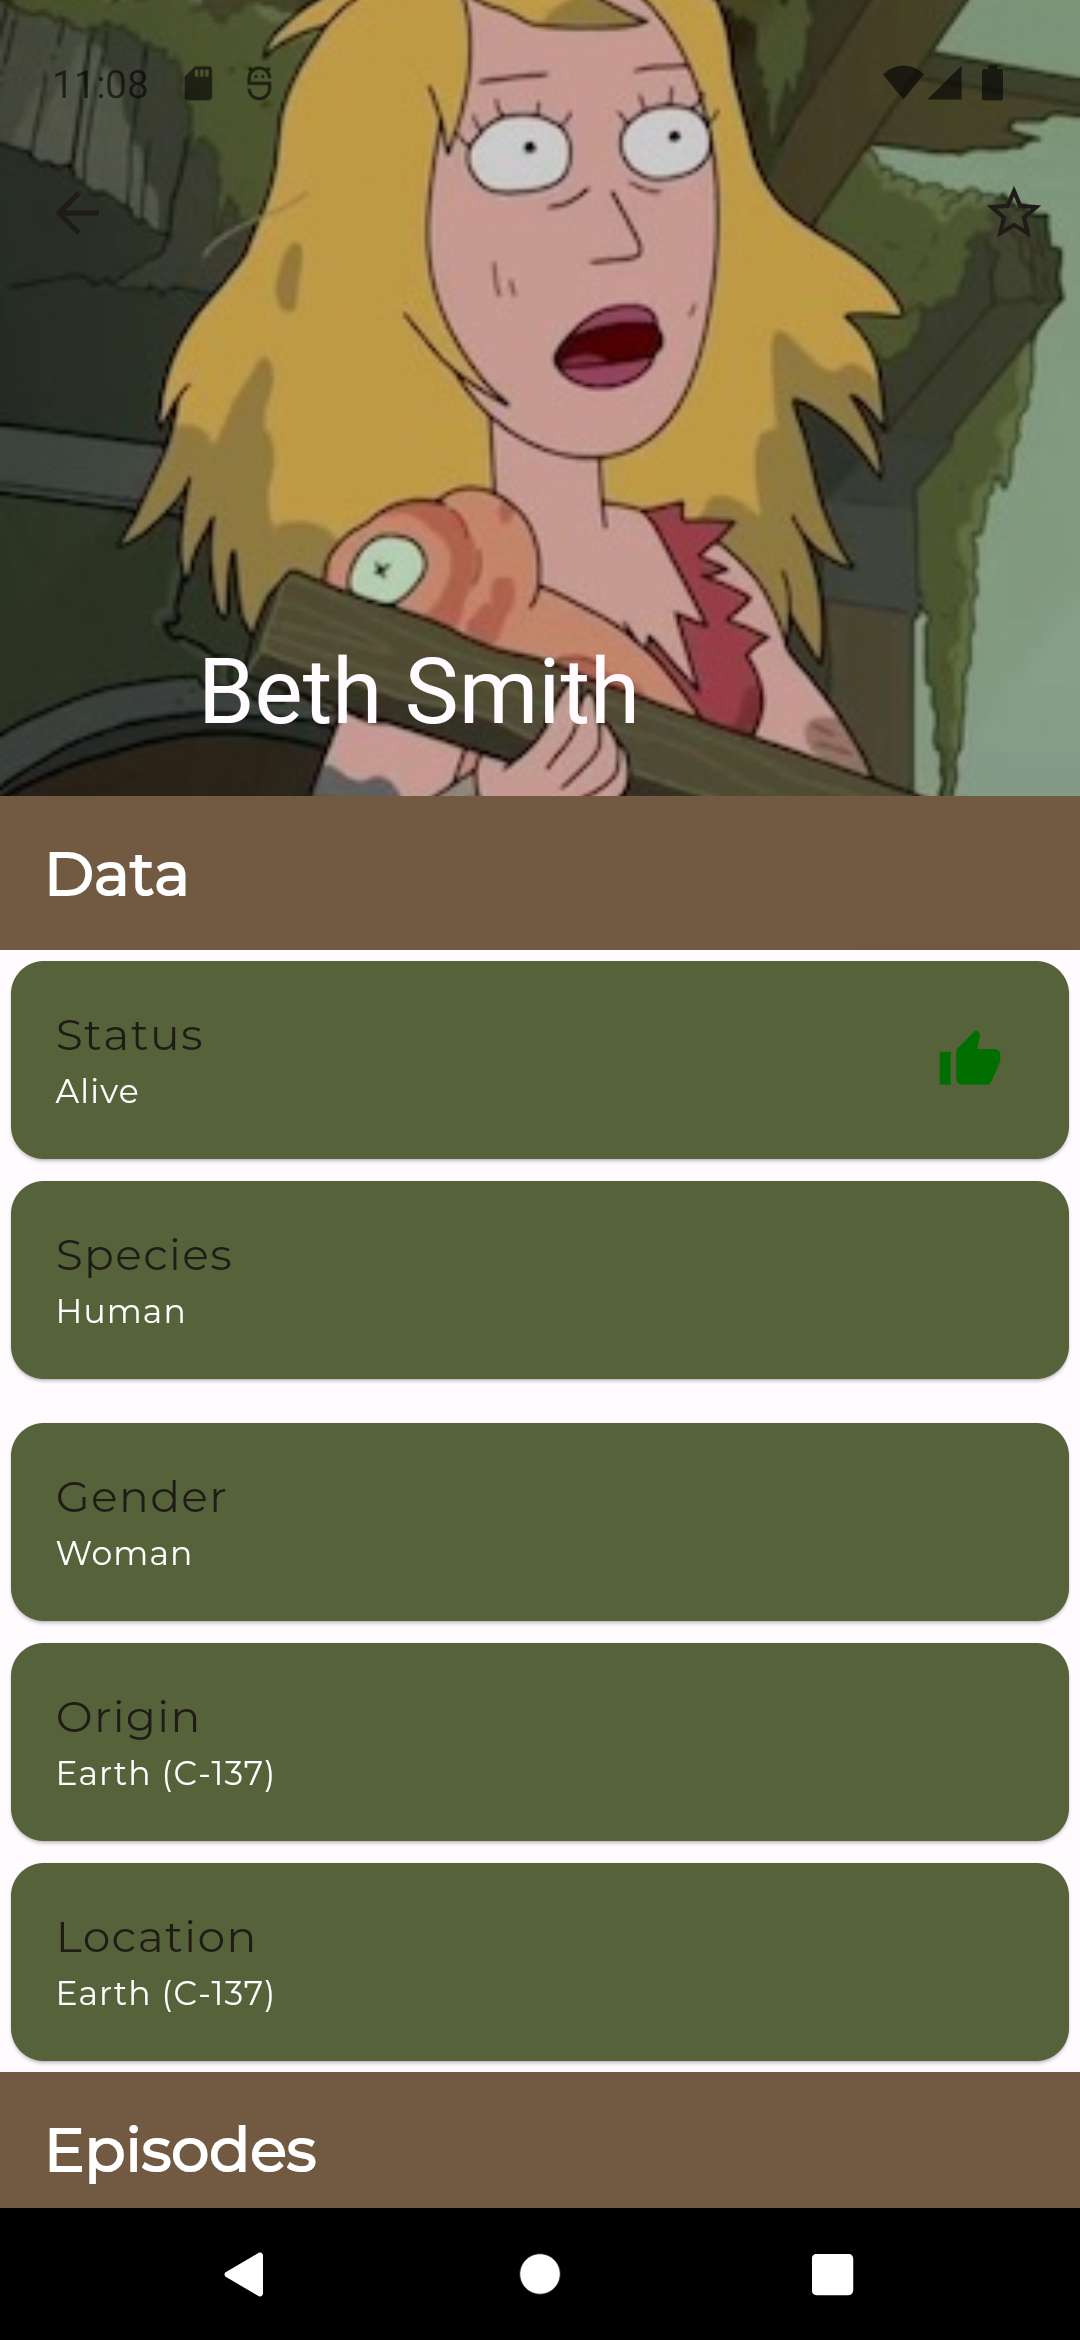 11:08
Beth Smith
Data
Status
Alive
Species
Human
Gender
Woman
Origin
Earth (C-137)
Location
Earth (C-137)
Episodes